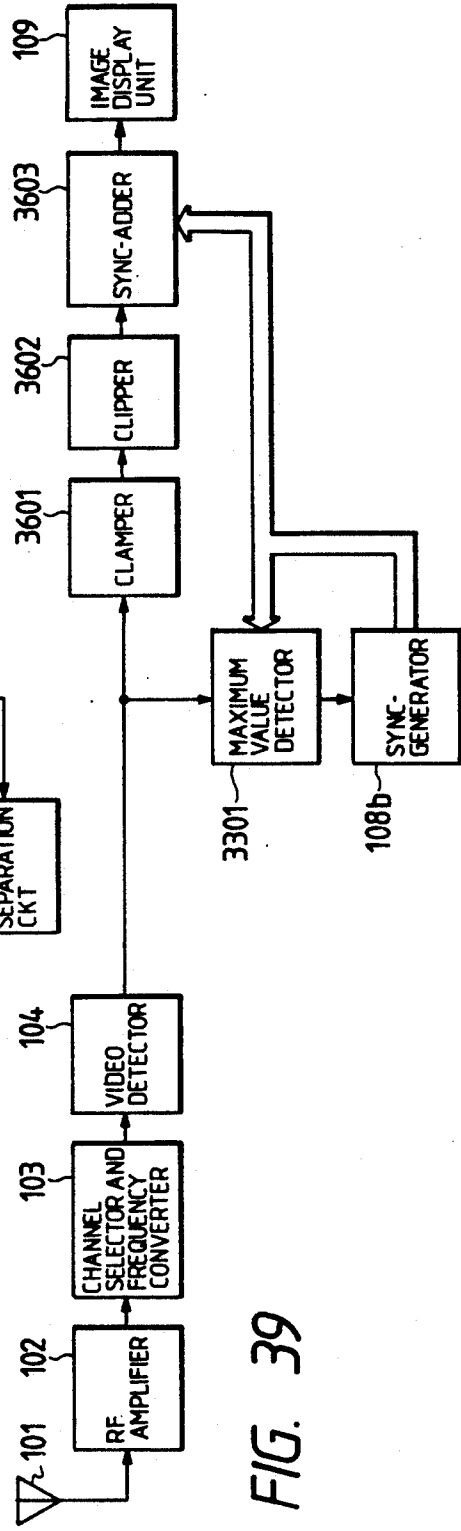 SEPARATION
CKT
101
102
RF
AMPLIFIER
103
CHANNEL
SELECTOR AND
FREQUENCY
CONVERTER
104
VIDEO
DETECTOR
3601
CLAMPER
3602
CLIPPER
3603
SYNC-ADDER
109
IMAGE
DISPLAY
UNIT
3301
MAXIMUM
VALUE
DETECTOR
108b
SYNC-
GENERATOR
FIG. 39